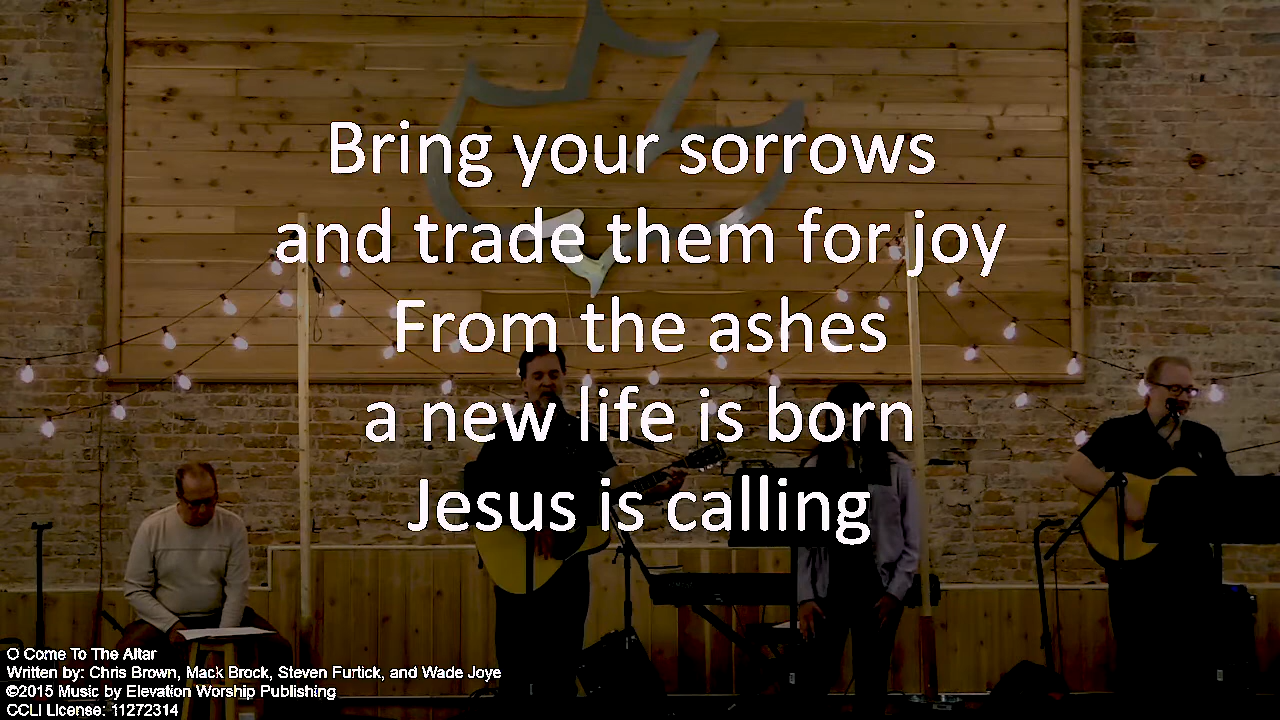 Bring your sorrows
and trade them for joy
From the ashes
a new life is born
Jesus is calling
O Come To The Altar
Written by: Chris Brown, Mack Brock, Steven Furtick, and Wade Joye
©2015 Music by Elevation Worship Publishing
CCLI License: 11272314